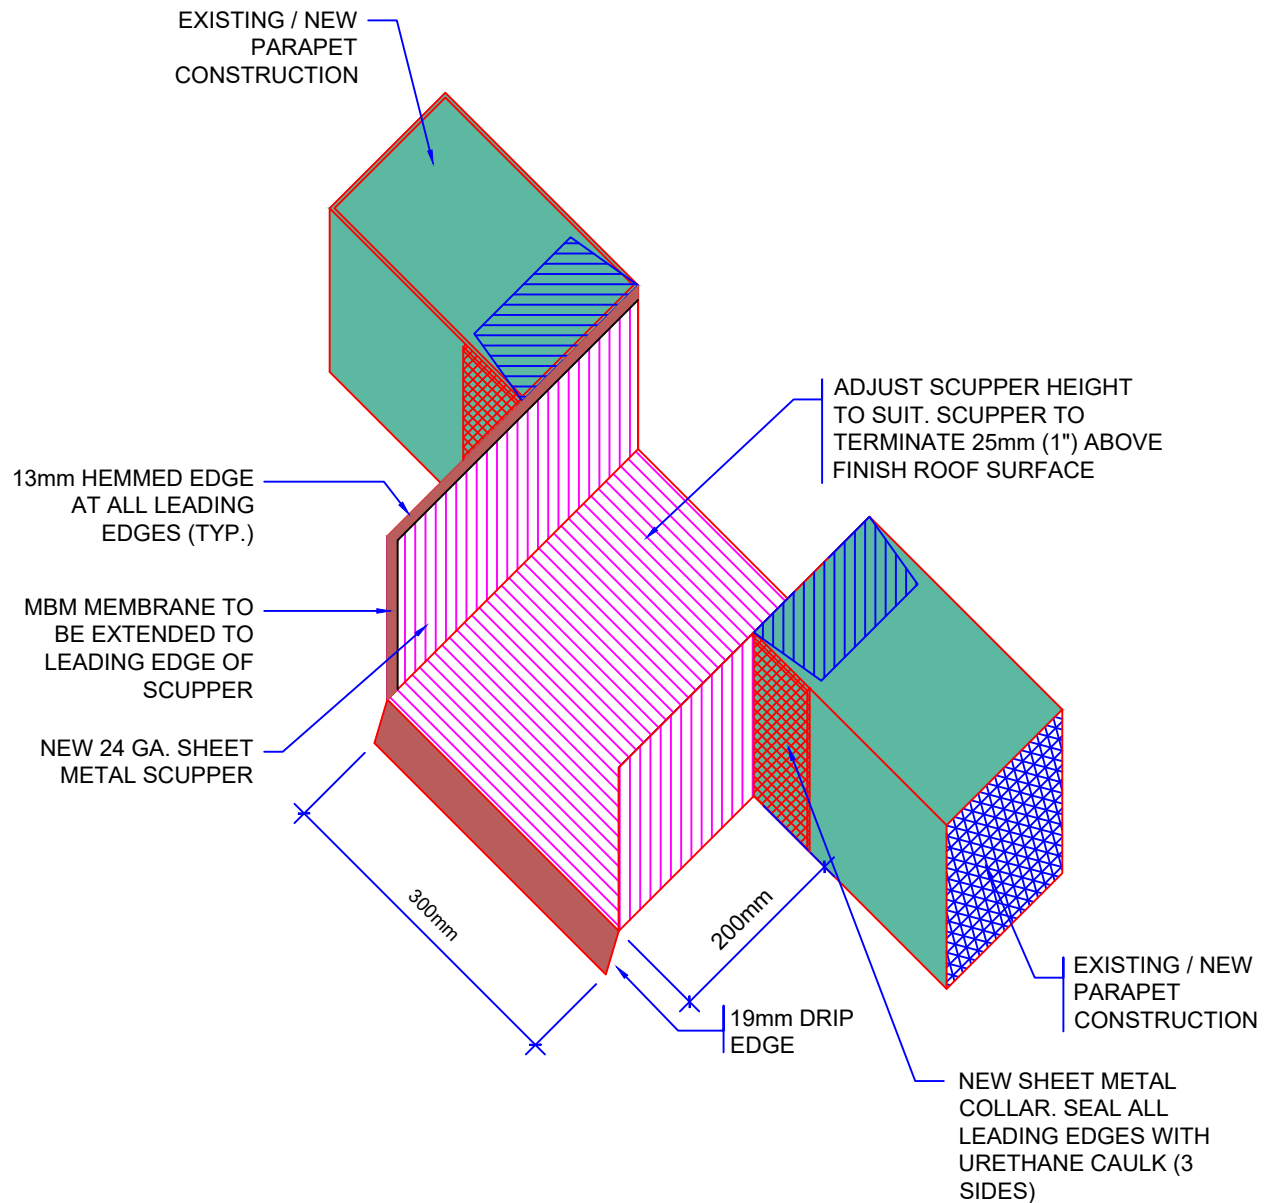 EXISTING / NEW
PARAPET
CONSTRUCTION
ADJUST SCUPPER HEIGHT
TO SUIT. SCUPPER TO
TERMINATE 25mm (1") ABOVE
FINISH ROOF SURFACE
13mm HEMMED EDGE
AT ALL LEADING
EDGES (TYP.)
MBM MEMBRANE TO
BE EXTENDED TO
LEADING EDGE OF
SCUPPER
NEW 24 GA. SHEET
METAL SCUPPER
300mm
200mm
19mm DRIP
EDGE
EXISTING / NEW
PARAPET
CONSTRUCTION
NEW SHEET METAL
COLLAR. SEAL ALL
LEADING EDGES WITH
URETHANE CAULK (3
SIDES)